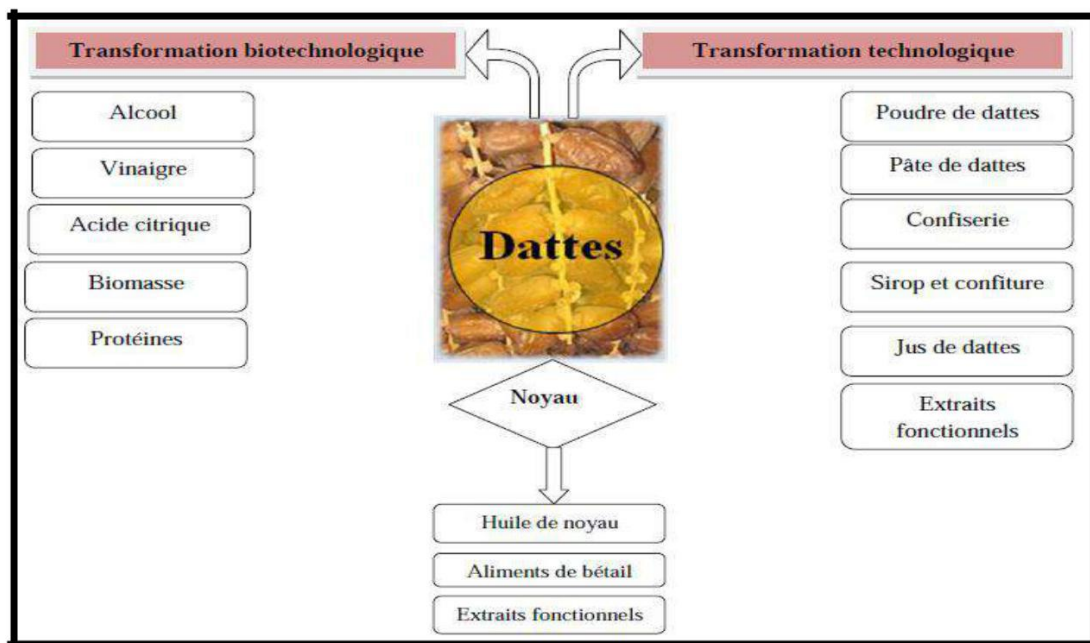 Transformation biotechnologique
Alcool
Vinaigre
Acide citrique
Biomasse
Protéines
Transformation technologique
Poudre de dattes
Pâte de dattes
Confiserie
Sirop et confiture
Jus de dattes
Extraits
fonctionnels
Dattes
Noyau
Huile de noyau
Aliments de bétail
Extraits fonctionnels